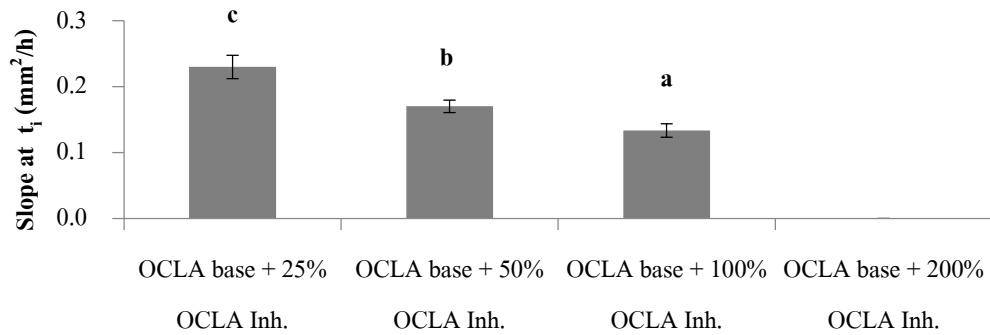 Slope at t_i (mm²/h)
0.3
0.2
0.1
0.0
c
b
a
OCLA base + 25% OCLA base + 50% OCLA base + 100% OCLA base + 200%
OCLA Inh. OCLA Inh. OCLA Inh. OCLA Inh.